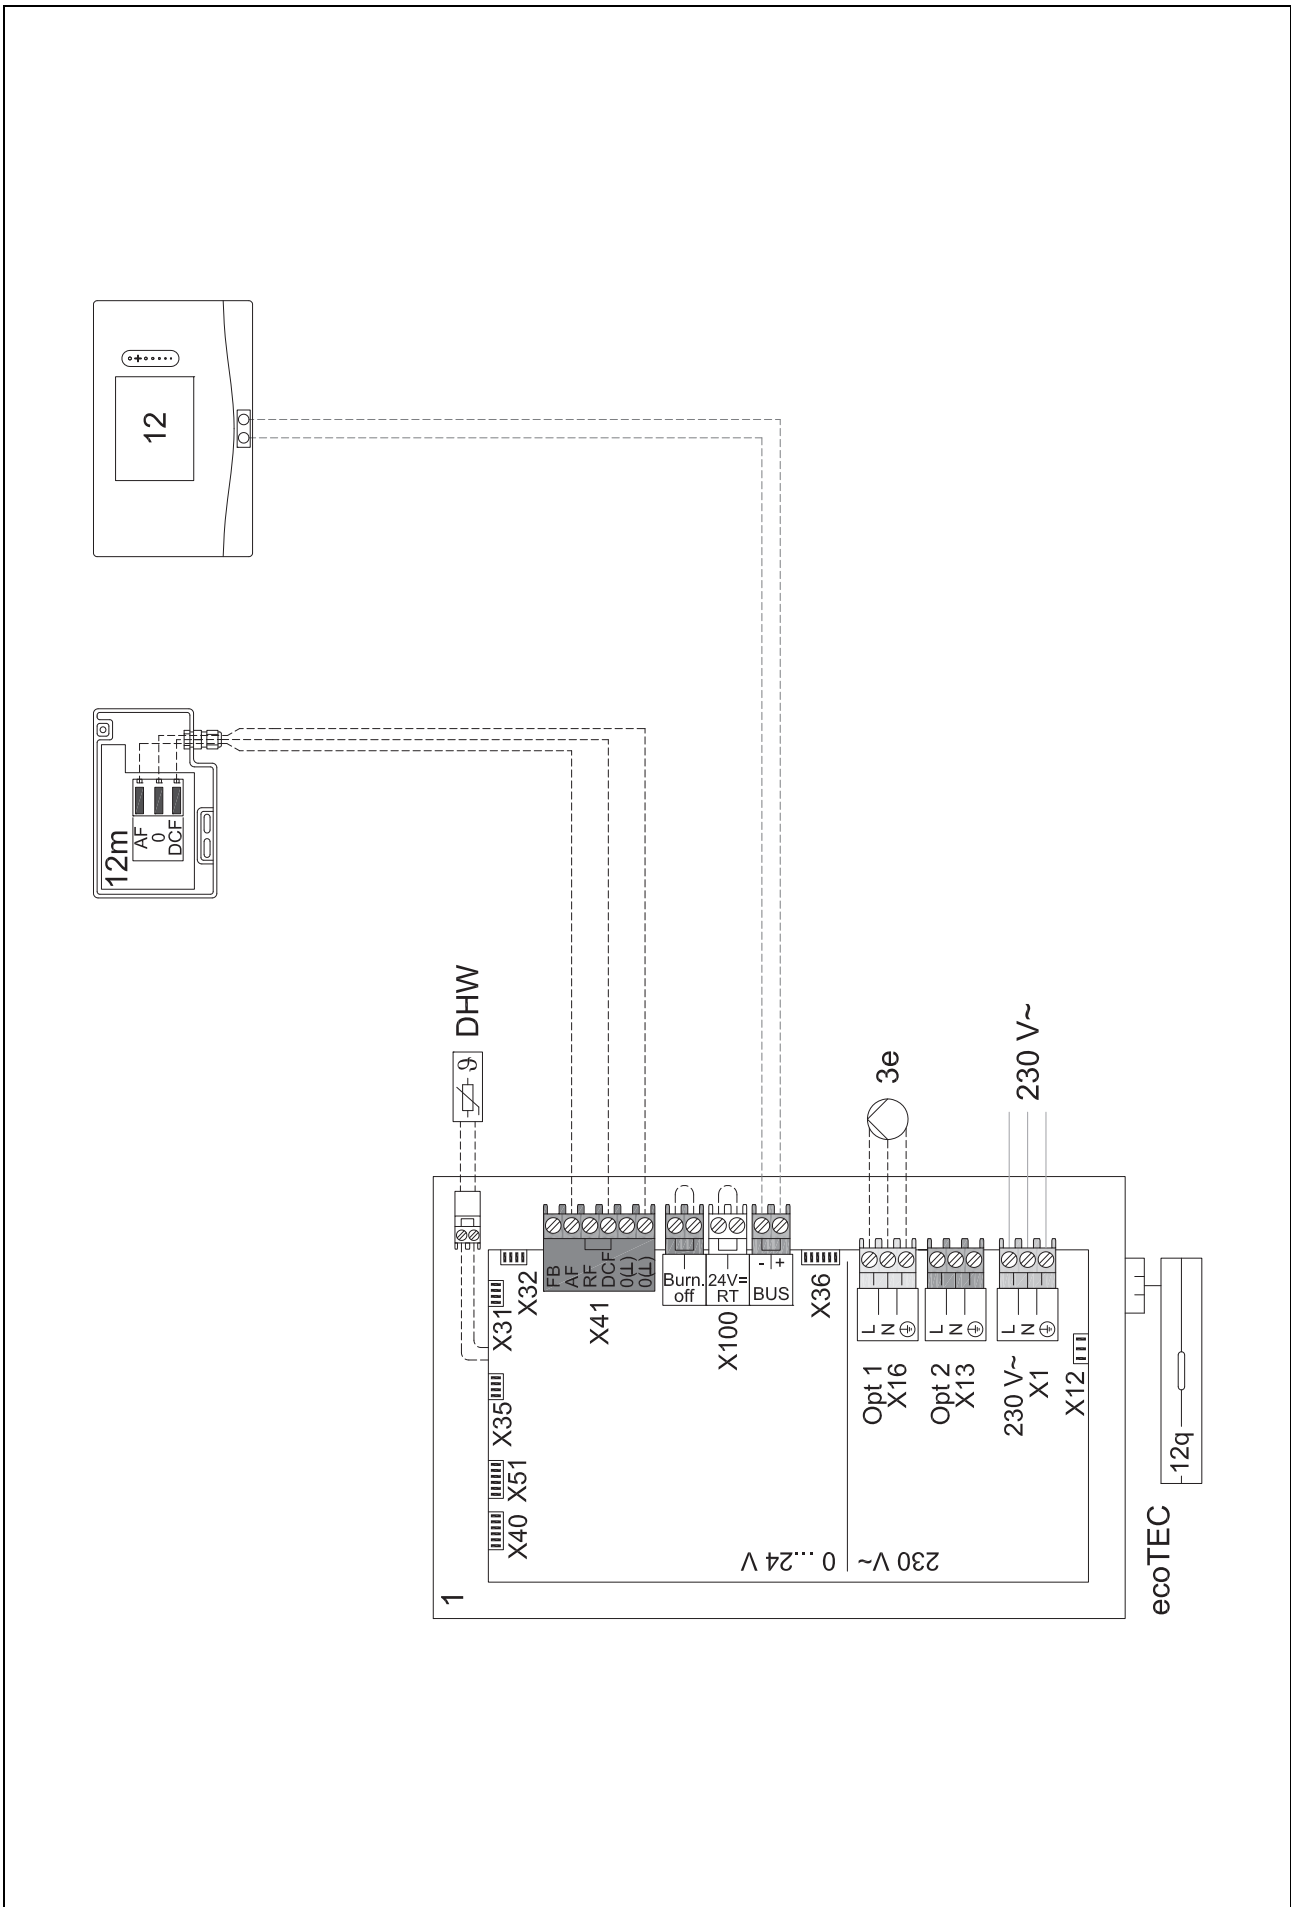 12
12m
AF
0
DCF
DHW
ϑ
3e
230 V~
X31
X32
X35
X51
X40
X41
FB
AF
RF
DCF
0(⊥)
0(⊥)
Burn.
off
24V=
RT
X100
- +
BUS
X36
L
N
Opt 1
X16
L
N
Opt 2
X13
L
N
230 V~
X1
X12
0...24 V
230 V~
1
12q
ecoTEC